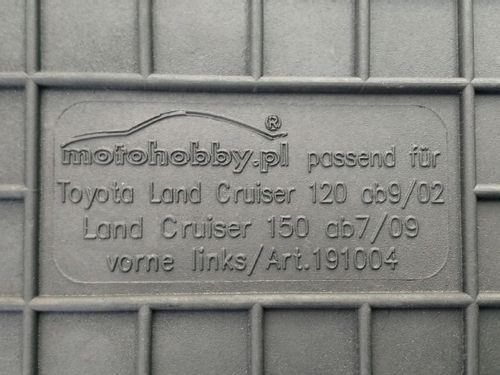 motohobby.pl ® passend für
Toyota Land Cruiser 120 ab9/02
Land Cruiser 150 ab7/09
vorne links/Art.191004